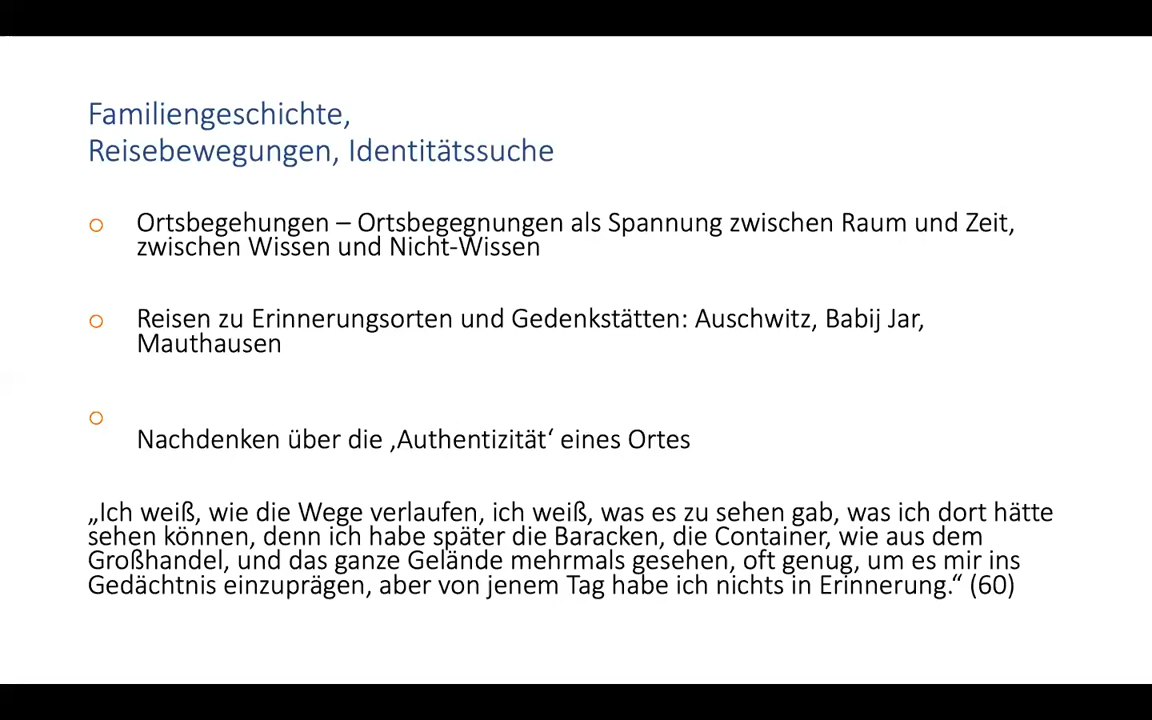 Familiengeschichte,
Reisebewegungen, Identitätssuche
Ortsbegehungen – Ortsbegegnungen als Spannung zwischen Raum und Zeit,
zwischen Wissen und Nicht-Wissen
Reisen zu Erinnerungsorten und Gedenkstätten: Auschwitz, Babij Jar,
Mauthausen
Nachdenken über die ‚Authentizität‘ eines Ortes
„Ich weiß, wie die Wege verlaufen, ich weiß, was es zu sehen gab, was ich dort hätte
sehen können, denn ich habe später die Baracken, die Container, wie aus dem
Großhandel, und das ganze Gelände mehrmals gesehen, oft genug, um es mir ins
Gedächtnis einzuprägen, aber von jenem Tag habe ich nichts in Erinnerung.“ (60)